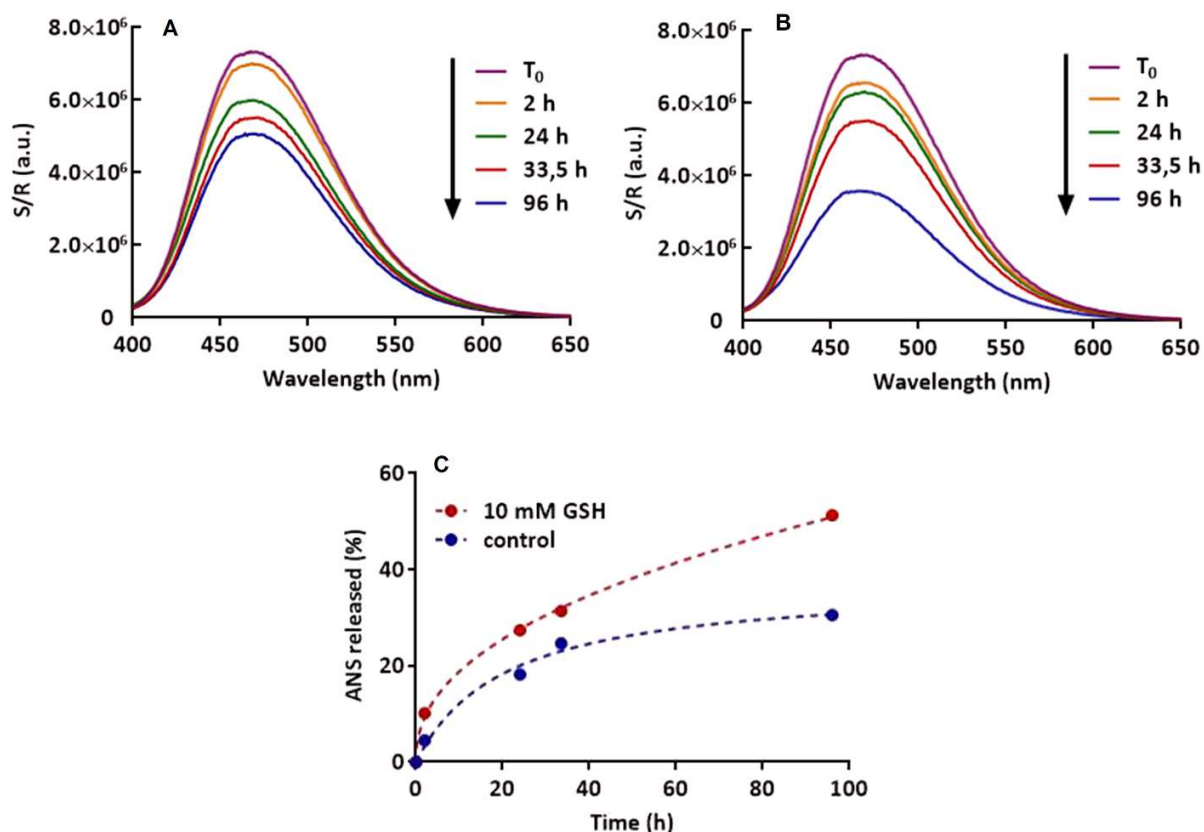 A
8.0×10⁶
6.0×10⁶
4.0×10⁶
2.0×10⁶
0
S/R (a.u.)
400 450 500 550 600 650
Wavelength (nm)
T₀
2 h
24 h
33,5 h
96 h
B
8.0×10⁶
6.0×10⁶
4.0×10⁶
2.0×10⁶
0
S/R (a.u.)
400 450 500 550 600 650
Wavelength (nm)
T₀
2 h
24 h
33,5 h
96 h
C
60
40
20
0
ANS released (%)
10 mM GSH
control
0 20 40 60 80 100
Time (h)